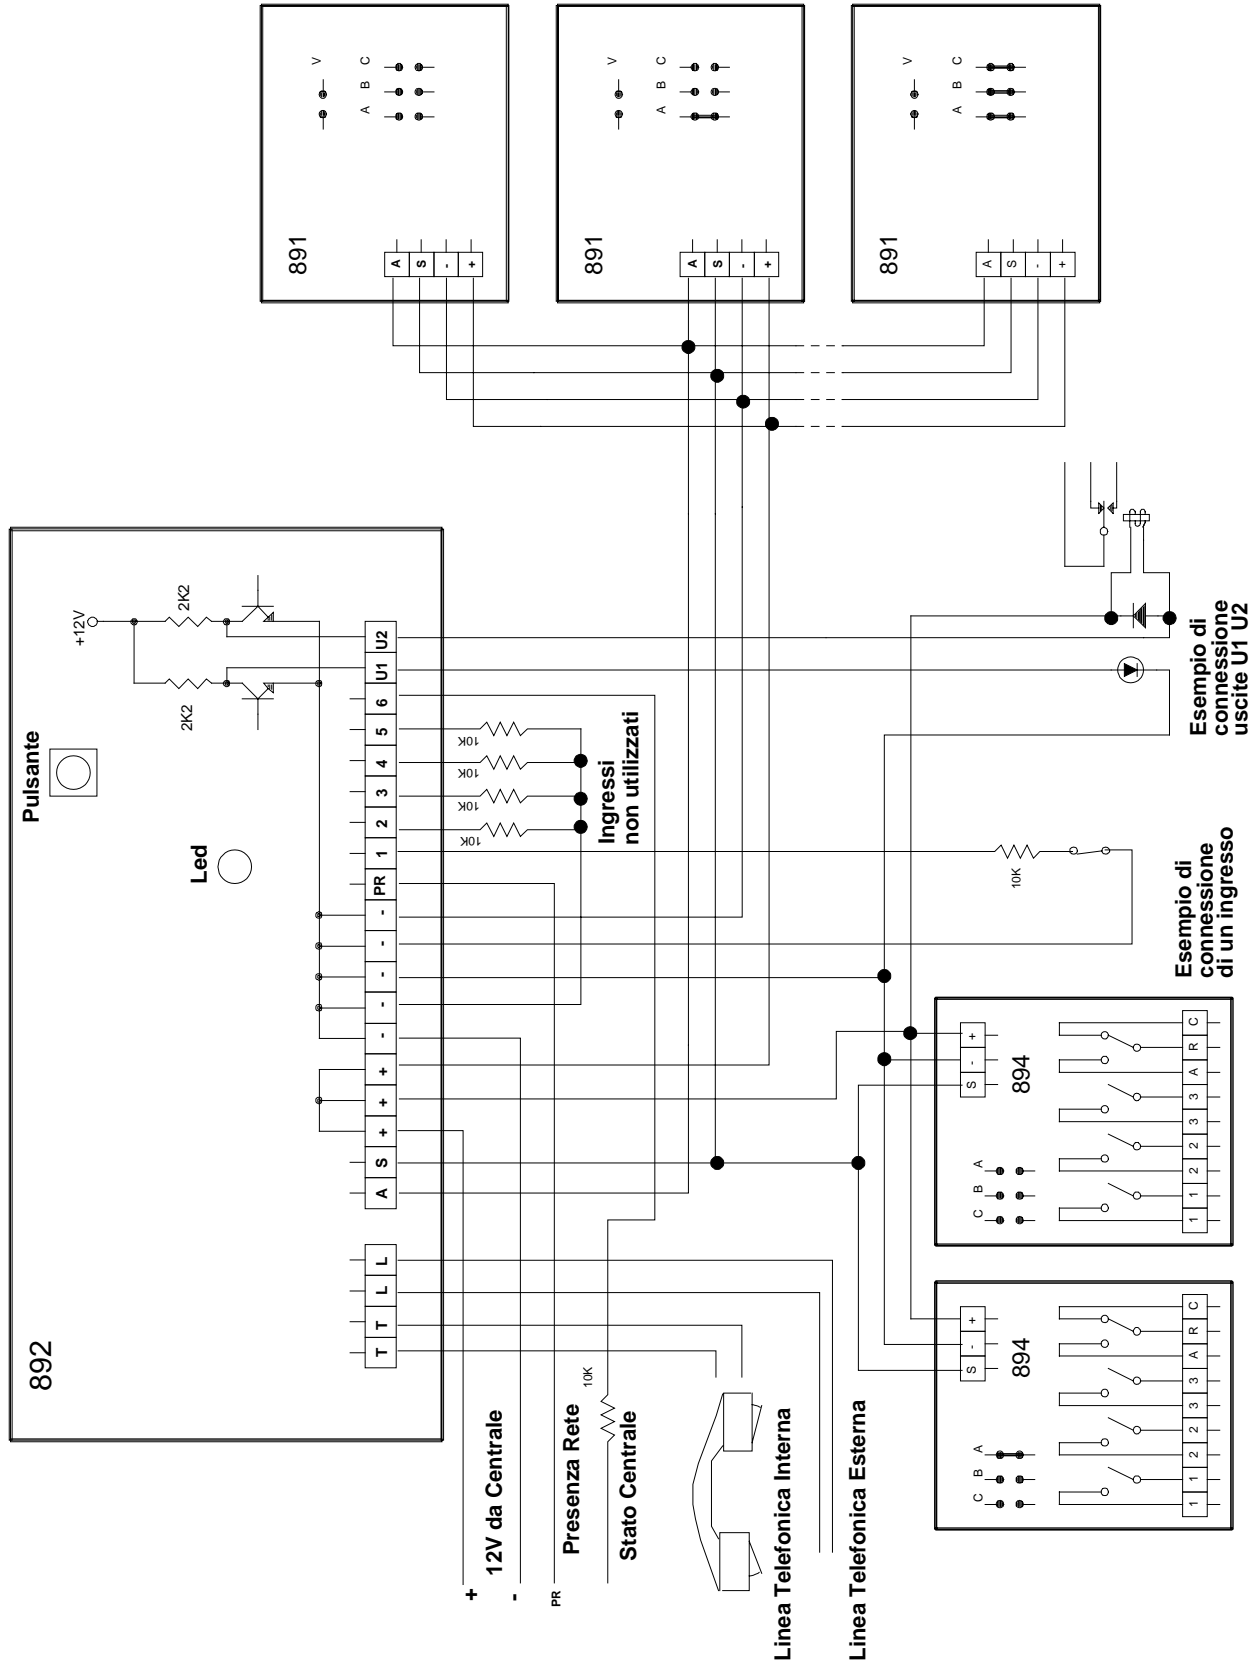 892
Pulsante
Led
+12V
2K2
2K2
T
T
L
L
A
S
+
+
+
-
-
-
-
-
PR
1
2
3
4
5
6
U1
U2
10K
10K
10K
10K
Ingressi
non utilizzati
+
12V da Centrale
-
PR
Presenza Rete
10K
Stato Centrale
Linea Telefonica Interna
Linea Telefonica Esterna
10K
Esempio di
connessione
di un ingresso
Esempio di
connessione
uscite U1 U2
891
V
A
B
C
A
S
-
+
891
V
A
B
C
A
S
-
+
891
V
A
B
C
A
S
-
+
894
S
-
+
C
B
A
1
1
2
2
3
3
A
R
C
894
S
-
+
C
B
A
1
1
2
2
3
3
A
R
C